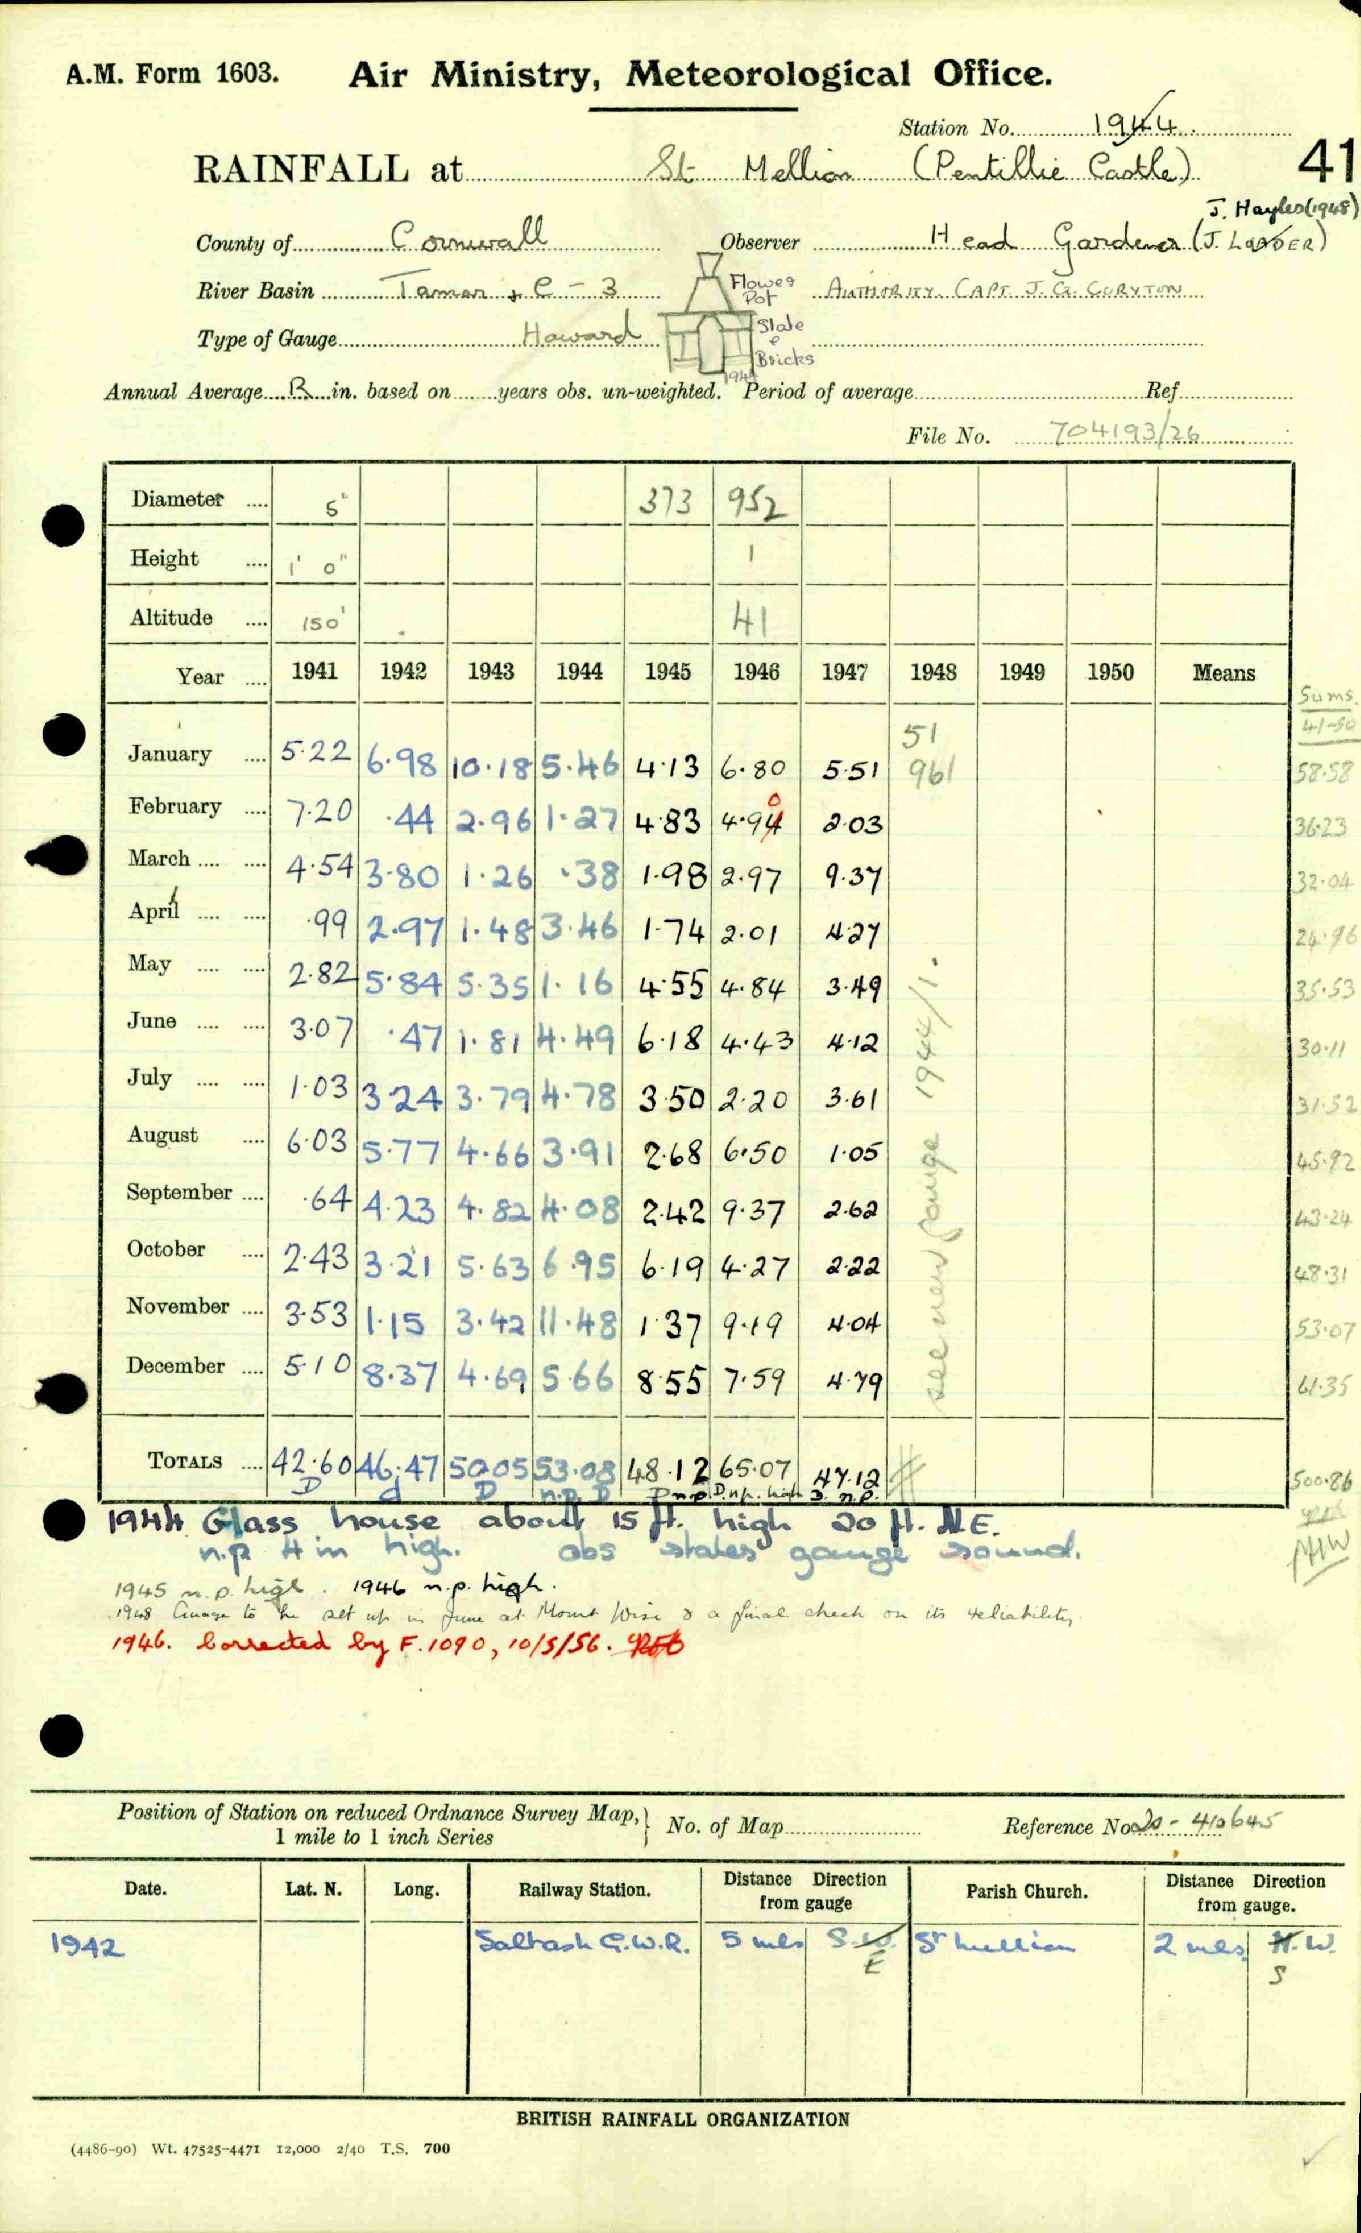 A.M. Form 1603. Air Ministry, Meteorological Office.
Station No. 1944
41
RAINFALL at St Mellion (Pentillie Castle)
J. Hayles (1948)
County of Cornwall Observer Head Gardener (J. LOADER)
River Basin Tamar & C - 3 Flower Pot AUTHORITY CAPT. J. G. CORYTON
Type of Gauge Howard Slate & Bricks 1944
Annual Average R in. based on years obs. un-weighted. Period of average Ref
File No. 704193/26
Diameter .... 5" 373 952
Height .... 1' 0" 1
Altitude .... 150' 41
Year .... 1941 1942 1943 1944 1945 1946 1947 1948 1949 1950 Means Sums 41-50
January .... 5·22 6·98 10·18 5·46 4·13 6·80 5·51 51 961 58·58
February .... 7·20 ·44 2·96 1·27 4·83 4·94 0 2·03 36·23
March .... .... 4·54 3·80 1·26 ·38 1·98 2·97 9·37 32·04
April .... .... ·99 2·97 1·48 3·46 1·74 2·01 4·27 24·96
May .... .... 2·82 5·84 5·35 1·16 4·55 4·84 3·49 35·53
June .... .... 3·07 ·47 1·81 4·49 6·18 4·43 4·12 30·11
July .... .... 1·03 3·24 3·79 4·78 3·50 2·20 3·61 31·52
August .... 6·03 5·77 4·66 3·91 2·68 6·50 1·05 45·92
September .... ·64 4·23 4·82 4·08 2·42 9·37 2·62 43·24
October .... 2·43 3·21 5·63 6·95 6·19 4·27 2·22 48·31
November .... 3·53 1·15 3·42 11·48 1·37 9·19 4·04 53·07
December .... 5·10 8·37 4·69 5·66 8·55 7·59 4·79 61·35
see new gauge 1944/1.
TOTALS .... 42·60 46·47 50·05 53·08 48·12 65·07 47·12 500·86
D d D n.p. D D n.p. D. n.p. high D. n.p.
1944 Glass house about 15 ft. high 20 ft. N.E.
n.p. 4 in high. obs states gauge sound.
1945 n.p. high. 1946 n.p. high.
1948 Gauge to be set up in June at Mount Wise & a final check on its reliability.
1946. Corrected by F.1090, 10/5/56.
Position of Station on reduced Ordnance Survey Map, 1 mile to 1 inch Series } No. of Map Reference No. 20 - 410645
Date. Lat. N. Long. Railway Station. Distance Direction from gauge Parish Church. Distance Direction from gauge.
1942 Saltash G.W.R. 5 mls S.W. E St Mellion 2 mls N.W. S
BRITISH RAINFALL ORGANIZATION
(4486-90) Wt. 47525-4471 12,000 2/40 T.S. 700